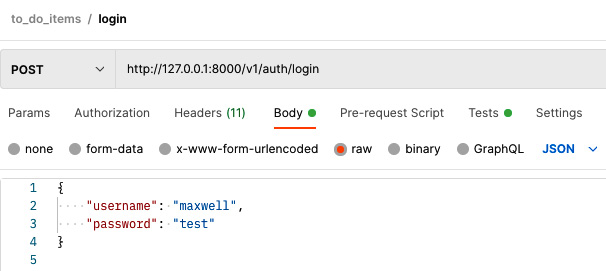 to_do_items / login
POST http://127.0.0.1:8000/v1/auth/login
Params Authorization Headers (11) Body Pre-request Script Tests Settings
none form-data x-www-form-urlencoded raw binary GraphQL JSON
1 {
2 ····"username":·"maxwell",
3 ····"password":·"test"
4 }
5